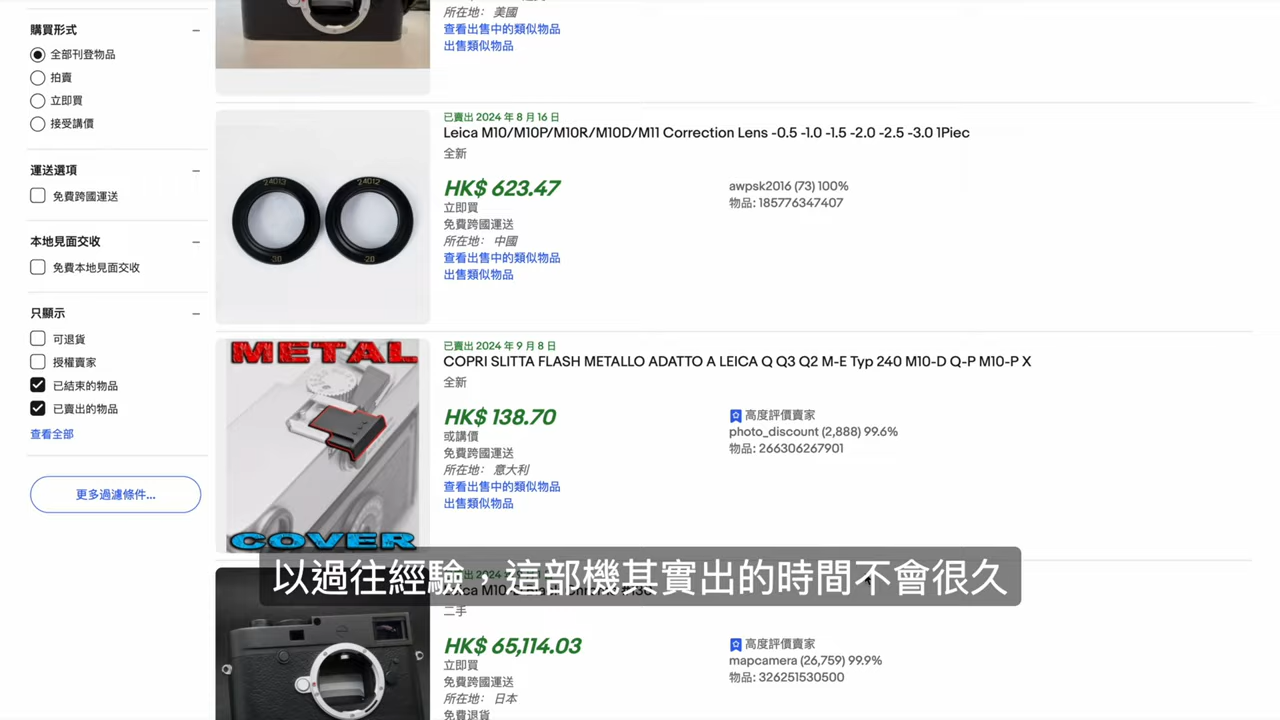 購買形式
全部刊登物品
拍賣
立即買
接受講價
運送選項
免費跨國運送
本地見面交收
免費本地見面交收
只顯示
可退貨
授權賣家
已結束的物品
已賣出的物品
查看全部
更多過濾條件...
所在地： 美國
查看出售中的類似物品
出售類似物品
已賣出 2024 年 8 月 16 日
Leica M10/M10P/M10R/M10D/M11 Correction Lens -0.5 -1.0 -1.5 -2.0 -2.5 -3.0 1Piec
全新
24013
24012
3.0
2.0
HK$ 623.47
立即買
免費跨國運送
所在地： 中國
查看出售中的類似物品
出售類似物品
awpsk2016 (73) 100%
物品: 185776347407
METAL
COVER
已賣出 2024 年 9 月 8 日
COPRI SLITTA FLASH METALLO ADATTO A LEICA Q Q3 Q2 M-E Typ 240 M10-D Q-P M10-P X
全新
HK$ 138.70
或講價
免費跨國運送
所在地： 意大利
查看出售中的類似物品
出售類似物品
高度評價賣家
photo_discount (2,888) 99.6%
物品: 266306267901
以過往經驗，這部機其實出的時間不會很久
二手
HK$ 65,114.03
立即買
免費跨國運送
所在地： 日本
免費退貨
高度評價賣家
mapcamera (26,759) 99.9%
物品: 326251530500